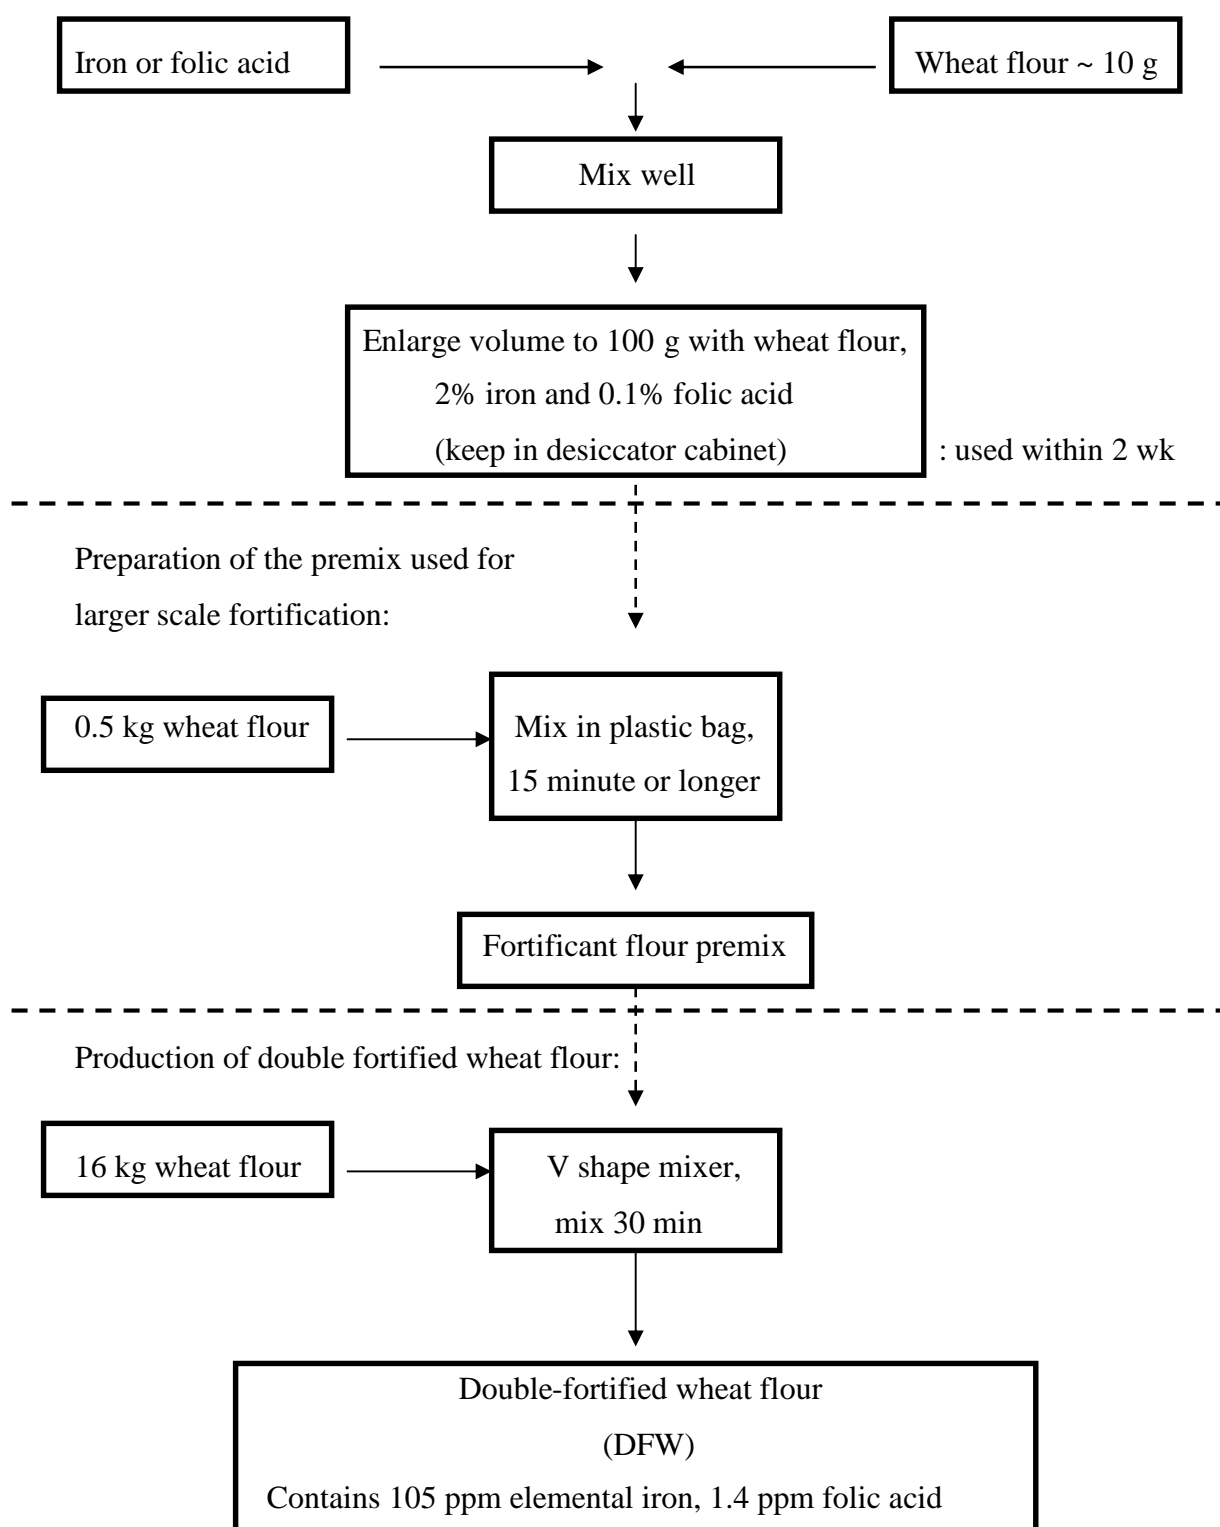 Iron or folic acid
Wheat flour ~ 10 g
Mix well
Enlarge volume to 100 g with wheat flour,
2% iron and 0.1% folic acid
(keep in desiccator cabinet)
: used within 2 wk
Preparation of the premix used for
larger scale fortification:
0.5 kg wheat flour
Mix in plastic bag,
15 minute or longer
Fortificant flour premix
Production of double fortified wheat flour:
16 kg wheat flour
V shape mixer,
mix 30 min
Double-fortified wheat flour
(DFW)
Contains 105 ppm elemental iron, 1.4 ppm folic acid